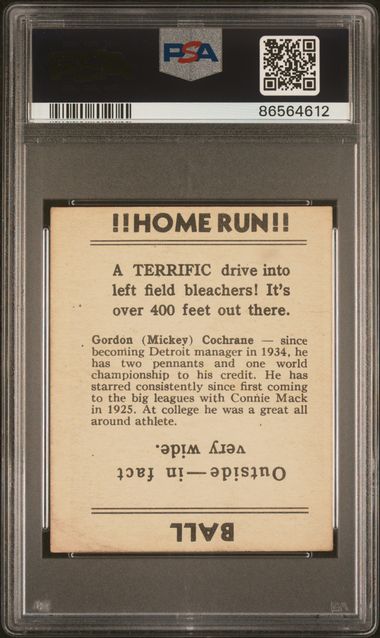 PSA
86564612
!!HOME RUN!!
A TERRIFIC drive into
left field bleachers! It's
over 400 feet out there.
Gordon (Mickey) Cochrane — since
becoming Detroit manager in 1934, he
has two pennants and one world
championship to his credit. He has
starred consistently since first coming
to the big leagues with Connie Mack
in 1925. At college he was a great all
around athlete.
BALL
Outside—in fact
very wide.